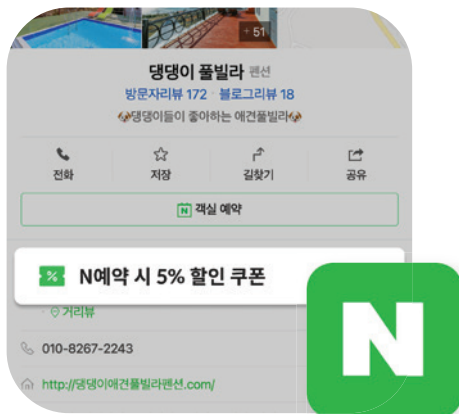 + 51
댕댕이 풀빌라 펜션
방문자리뷰 172 · 블로그리뷰 18
🐶댕댕이들이 좋아하는 애견풀빌라🐶
전화 저장 길찾기 공유
N 객실 예약
% N예약 시 5% 할인 쿠폰
거리뷰
010-8267-2243
http://댕댕이애견풀빌라펜션.com/
N